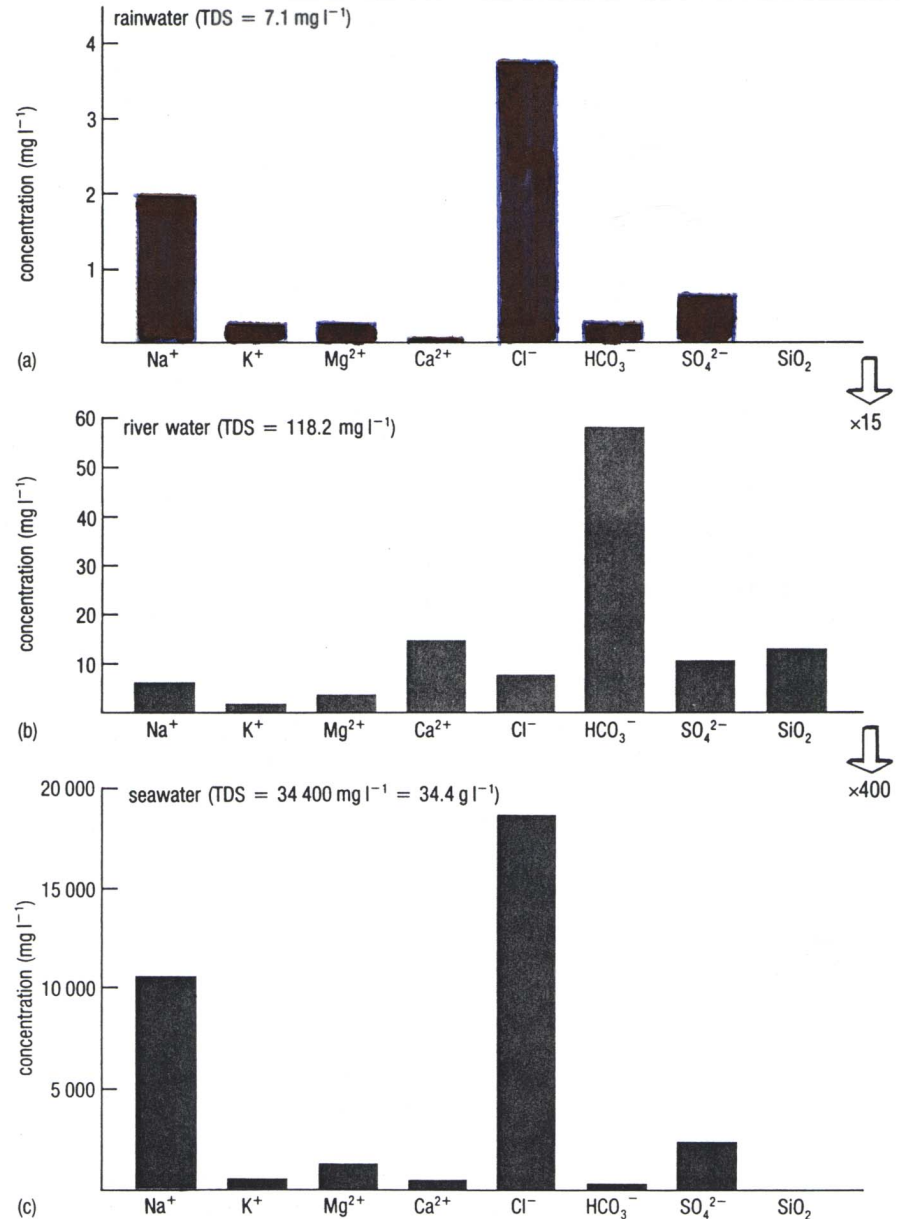 rainwater (TDS = 7.1 mg l⁻¹)
concentration (mg l⁻¹)
4
3
2
1
(a)
Na⁺ K⁺ Mg²⁺ Ca²⁺ Cl⁻ HCO₃⁻ SO₄²⁻ SiO₂
×15
river water (TDS = 118.2 mg l⁻¹)
concentration (mg l⁻¹)
60
50
40
30
20
10
(b)
Na⁺ K⁺ Mg²⁺ Ca²⁺ Cl⁻ HCO₃⁻ SO₄²⁻ SiO₂
×400
seawater (TDS = 34 400 mg l⁻¹ = 34.4 g l⁻¹)
concentration (mg l⁻¹)
20 000
15 000
10 000
5 000
(c)
Na⁺ K⁺ Mg²⁺ Ca²⁺ Cl⁻ HCO₃⁻ SO₄²⁻ SiO₂